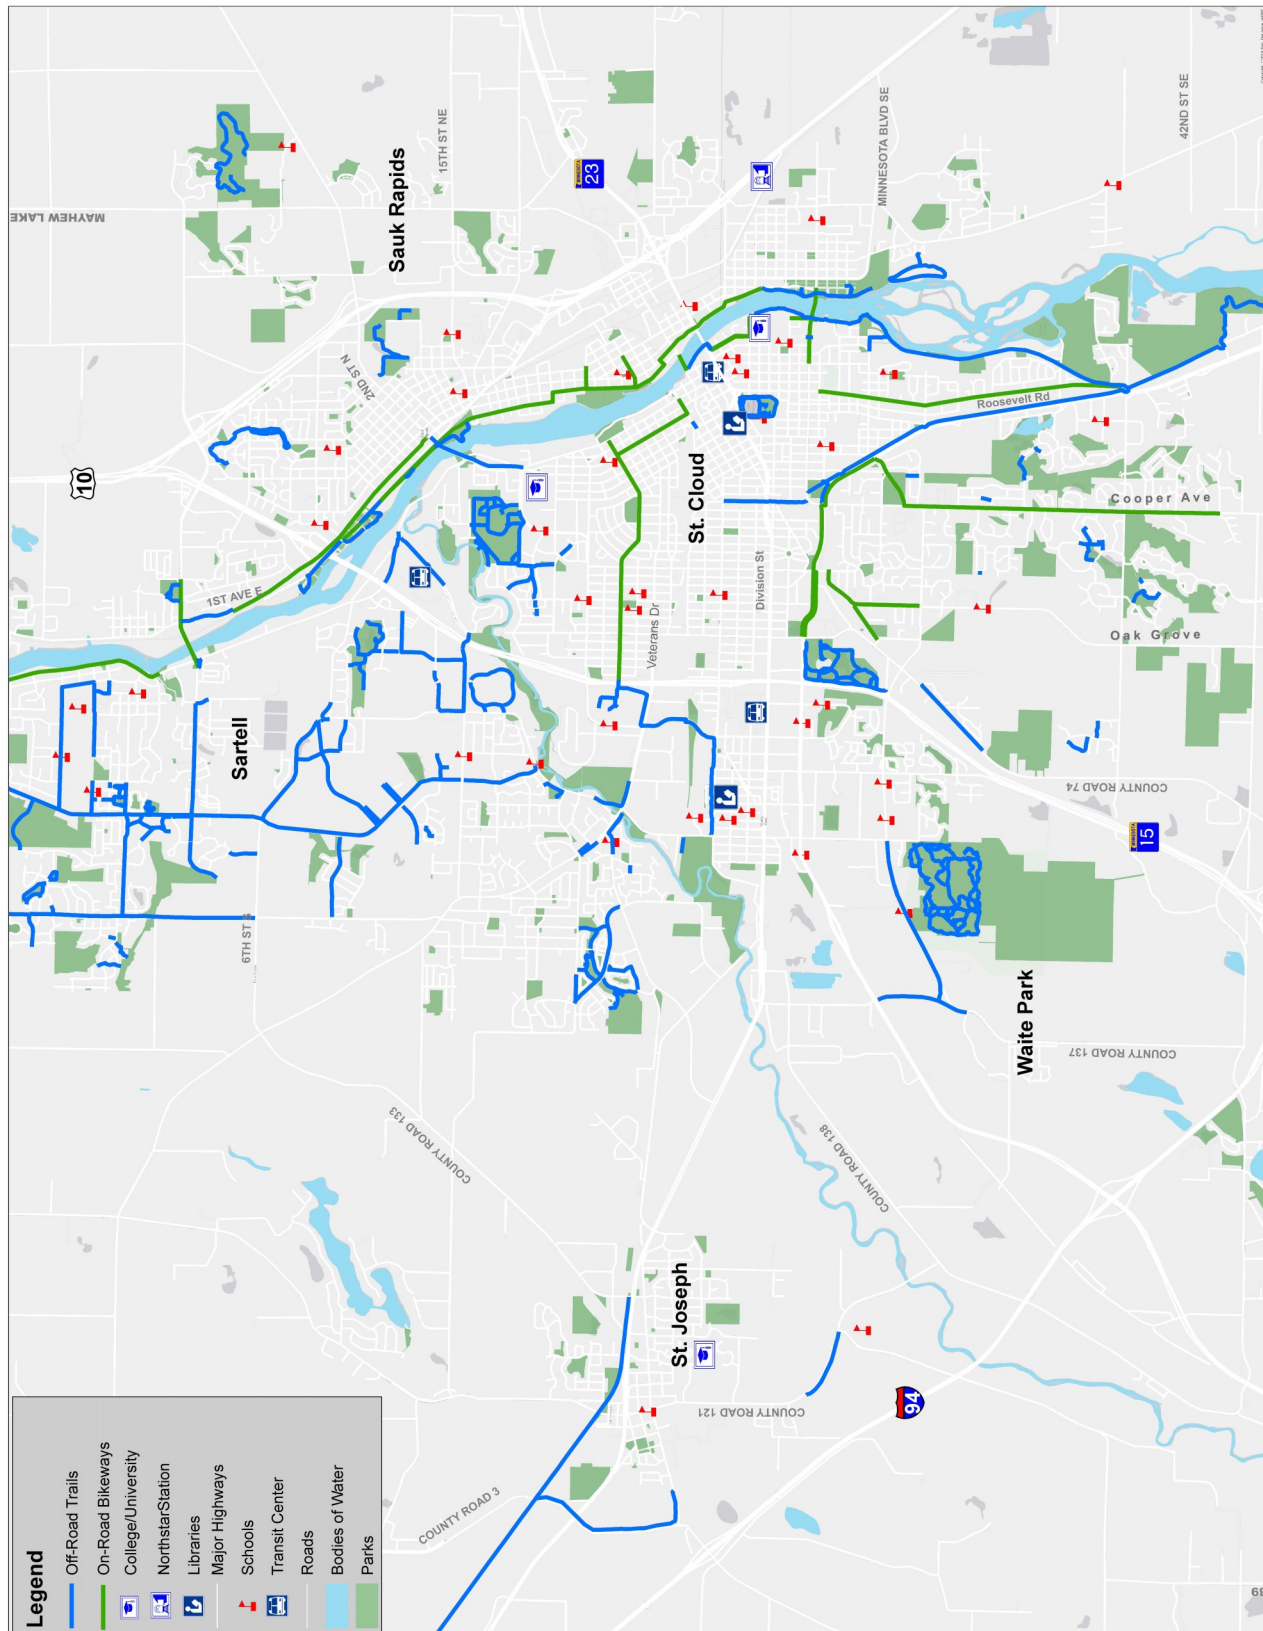 Legend
Off-Road Trails
On-Road Bikeways
College/University
NorthstarStation
Libraries
Major Highways
Schools
Transit Center
Roads
Bodies of Water
Parks
MAYHEW LAKE
15TH ST NE
Sauk Rapids
MINNESOTA
23
MINNESOTA BLVD SE
42ND ST SE
2ND ST N
10
1ST AVE E
Roosevelt Rd
St. Cloud
Cooper Ave
Division St
Veterans Dr
Oak Grove
Sartell
COUNTY ROAD 74
MINNESOTA
15
6TH ST S
Waite Park
COUNTY ROAD 137
COUNTY ROAD 133
COUNTY ROAD 138
St. Joseph
COUNTY ROAD 121
94
COUNTY ROAD 3